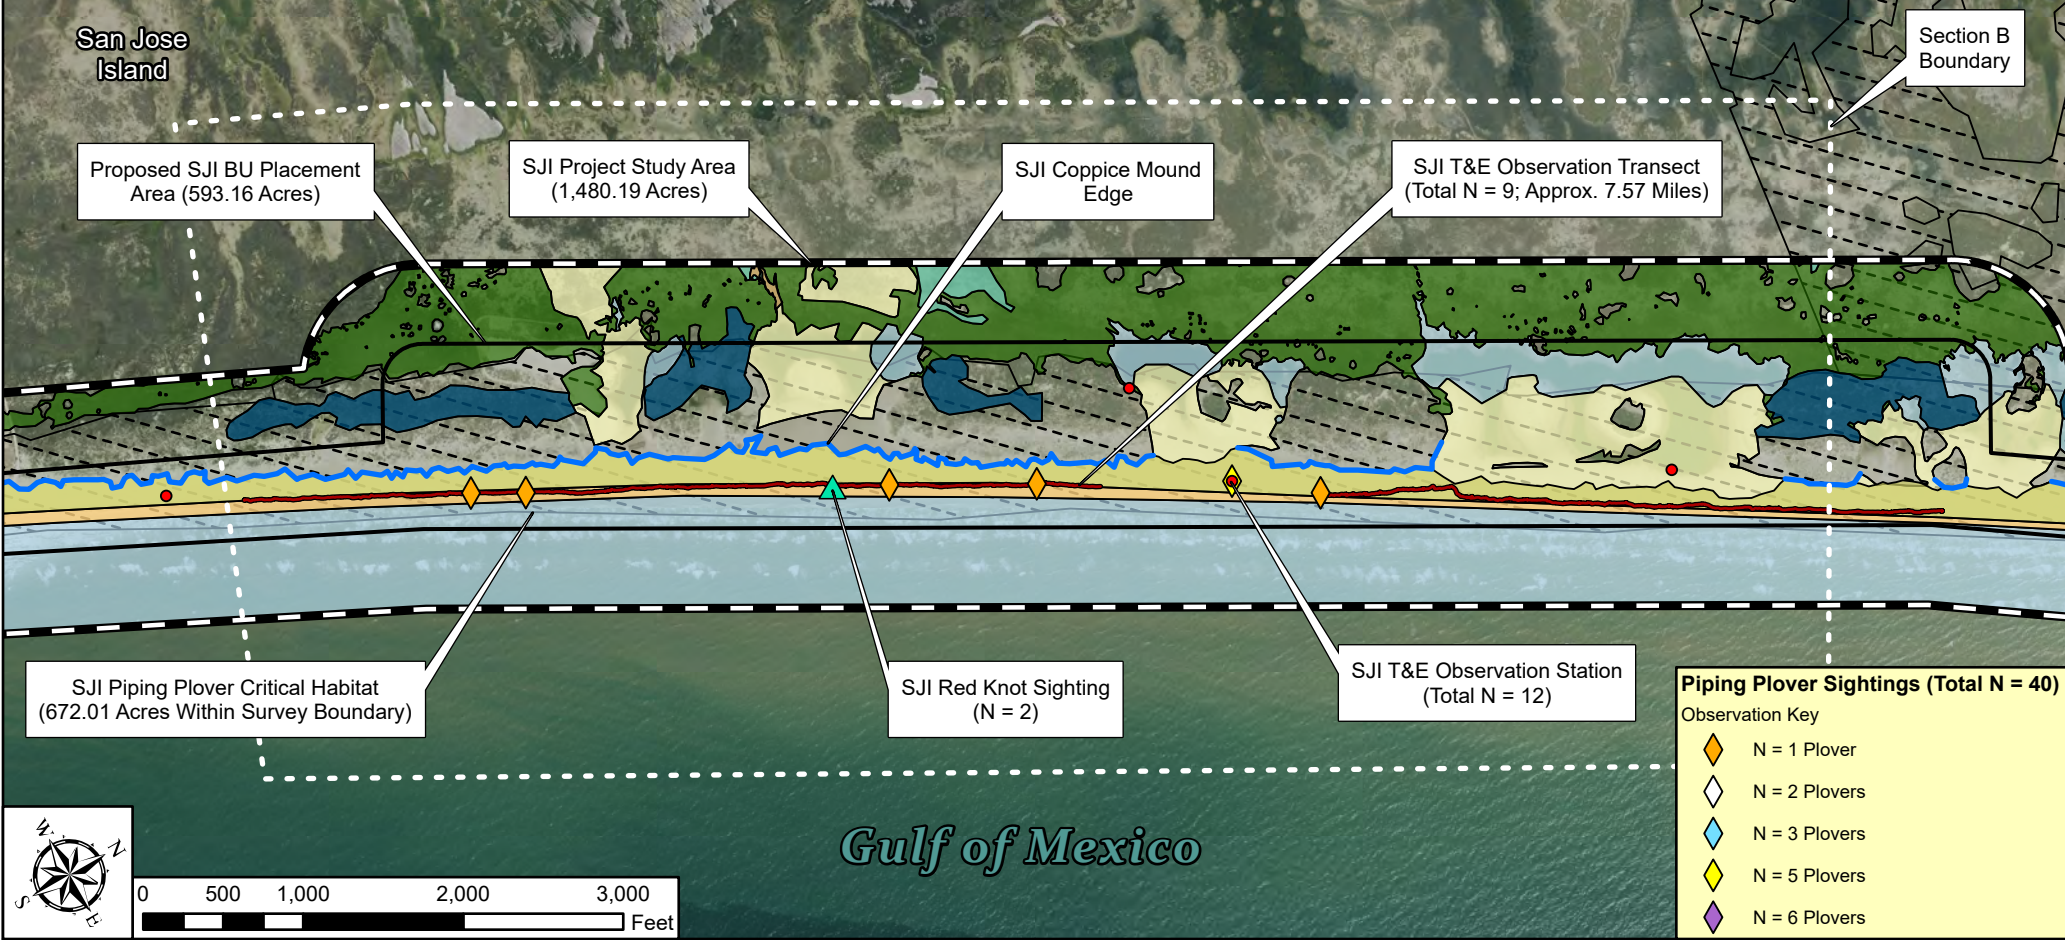 San Jose
Island
Section B
Boundary
Proposed SJI BU Placement
Area (593.16 Acres)
SJI Project Study Area
(1,480.19 Acres)
SJI Coppice Mound
Edge
SJI T&E Observation Transect
(Total N = 9; Approx. 7.57 Miles)
SJI Piping Plover Critical Habitat
(672.01 Acres Within Survey Boundary)
SJI Red Knot Sighting
(N = 2)
SJI T&E Observation Station
(Total N = 12)
Piping Plover Sightings (Total N = 40)
Observation Key
N = 1 Plover
N = 2 Plovers
N = 3 Plovers
N = 5 Plovers
N = 6 Plovers
Gulf of Mexico
W
N
S
E
0 500 1,000 2,000 3,000
Feet